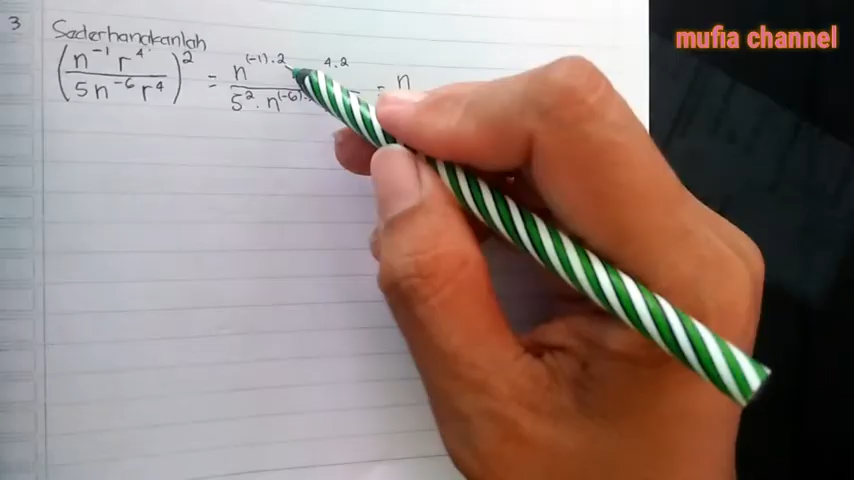 mufia channel
3 Sederhanakanlah
(n⁻¹ r⁴ / 5n⁻⁶ r⁴)² = n⁽⁻¹⁾·² ⁴·² / 5² · n⁽⁻⁶⁾· = n